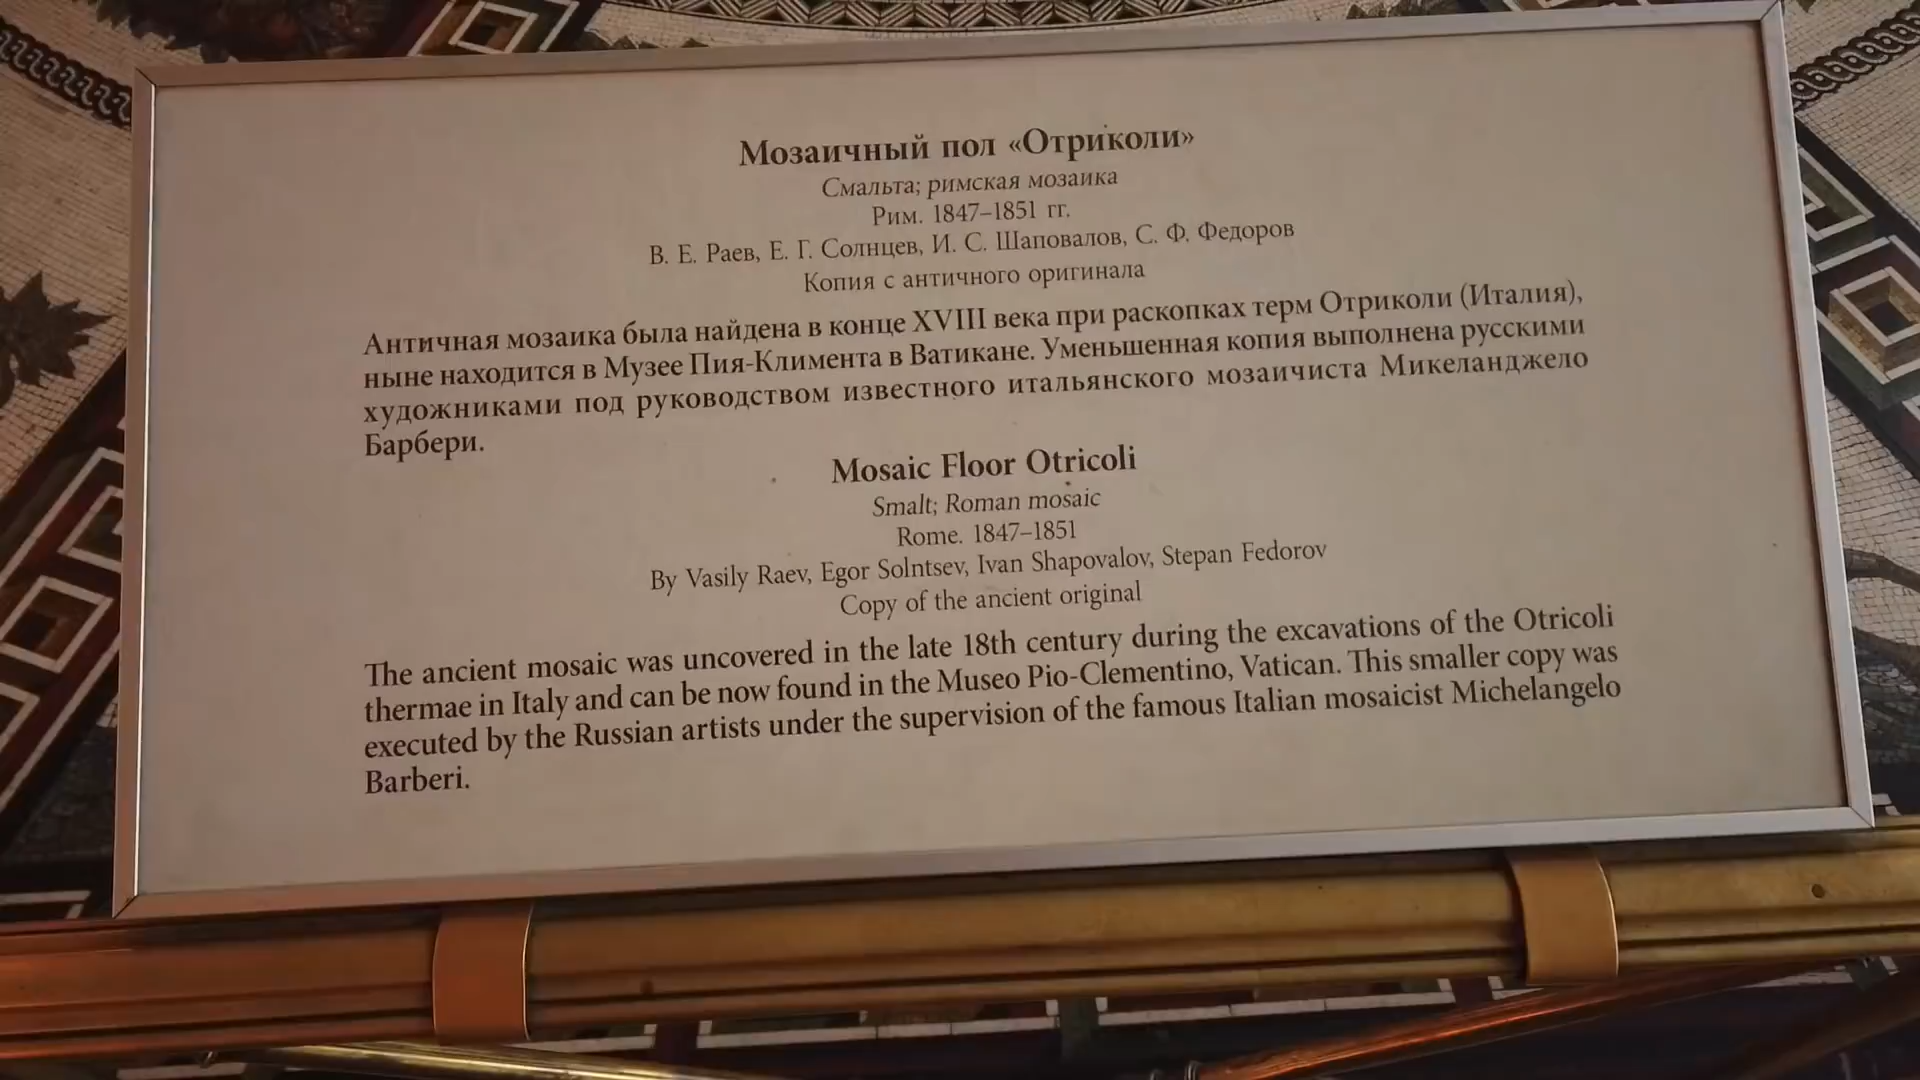 Мозаичный пол «Отриколи»
Смальта; римская мозаика
Рим. 1847–1851 гг.
В. Е. Раев, Е. Г. Солнцев, И. С. Шаповалов, С. Ф. Федоров
Копия с античного оригинала
Античная мозаика была найдена в конце XVIII века при раскопках терм Отриколи (Италия),
ныне находится в Музее Пия-Климента в Ватикане. Уменьшенная копия выполнена русскими
художниками под руководством известного итальянского мозаичиста Микеланджело
Барбери.
Mosaic Floor Otricoli
Smalt; Roman mosaic
Rome. 1847–1851
By Vasily Raev, Egor Solntsev, Ivan Shapovalov, Stepan Fedorov
Copy of the ancient original
The ancient mosaic was uncovered in the late 18th century during the excavations of the Otricoli
thermae in Italy and can be now found in the Museo Pio-Clementino, Vatican. This smaller copy was
executed by the Russian artists under the supervision of the famous Italian mosaicist Michelangelo
Barberi.